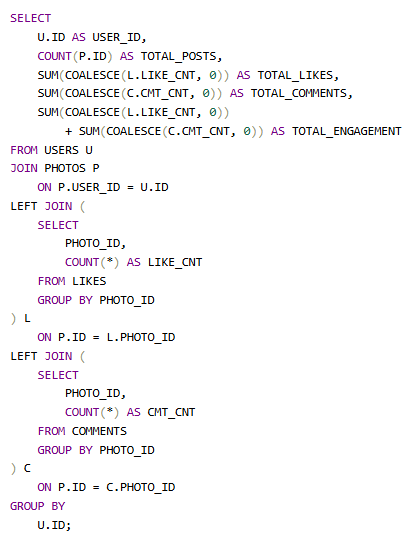 SELECT
    U.ID AS USER_ID,
    COUNT(P.ID) AS TOTAL_POSTS,
    SUM(COALESCE(L.LIKE_CNT, 0)) AS TOTAL_LIKES,
    SUM(COALESCE(C.CMT_CNT, 0)) AS TOTAL_COMMENTS,
    SUM(COALESCE(L.LIKE_CNT, 0))
        + SUM(COALESCE(C.CMT_CNT, 0)) AS TOTAL_ENGAGEMENT
FROM USERS U
JOIN PHOTOS P
    ON P.USER_ID = U.ID
LEFT JOIN (
    SELECT
        PHOTO_ID,
        COUNT(*) AS LIKE_CNT
    FROM LIKES
    GROUP BY PHOTO_ID
) L
    ON P.ID = L.PHOTO_ID
LEFT JOIN (
    SELECT
        PHOTO_ID,
        COUNT(*) AS CMT_CNT
    FROM COMMENTS
    GROUP BY PHOTO_ID
) C
    ON P.ID = C.PHOTO_ID
GROUP BY
    U.ID;